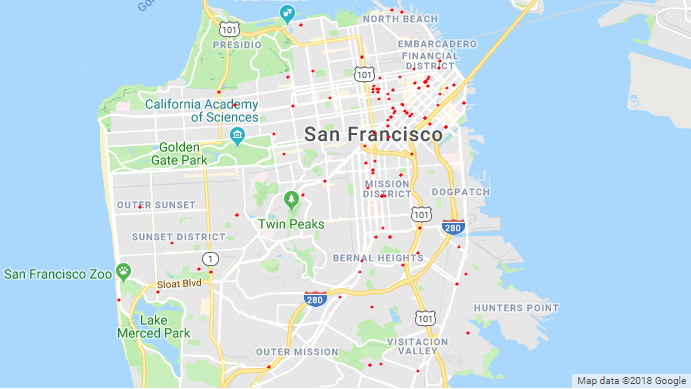 Go
NORTH BEACH
101
PRESIDIO
EMBARCADERO
FINANCIAL
DISTRICT
101
California Academy
of Sciences
San Francisco
Golden
Gate Park
MISSION
DISTRICT
DOGPATCH
OUTER SUNSET
101
Twin Peaks
280
SUNSET DISTRICT
1
BERNAL HEIGHTS
San Francisco Zoo
Sloat Blvd
280
HUNTERS POINT
Lake
Merced Park
101
VISITACION
VALLEY
OUTER MISSION
Map data ©2018 Google